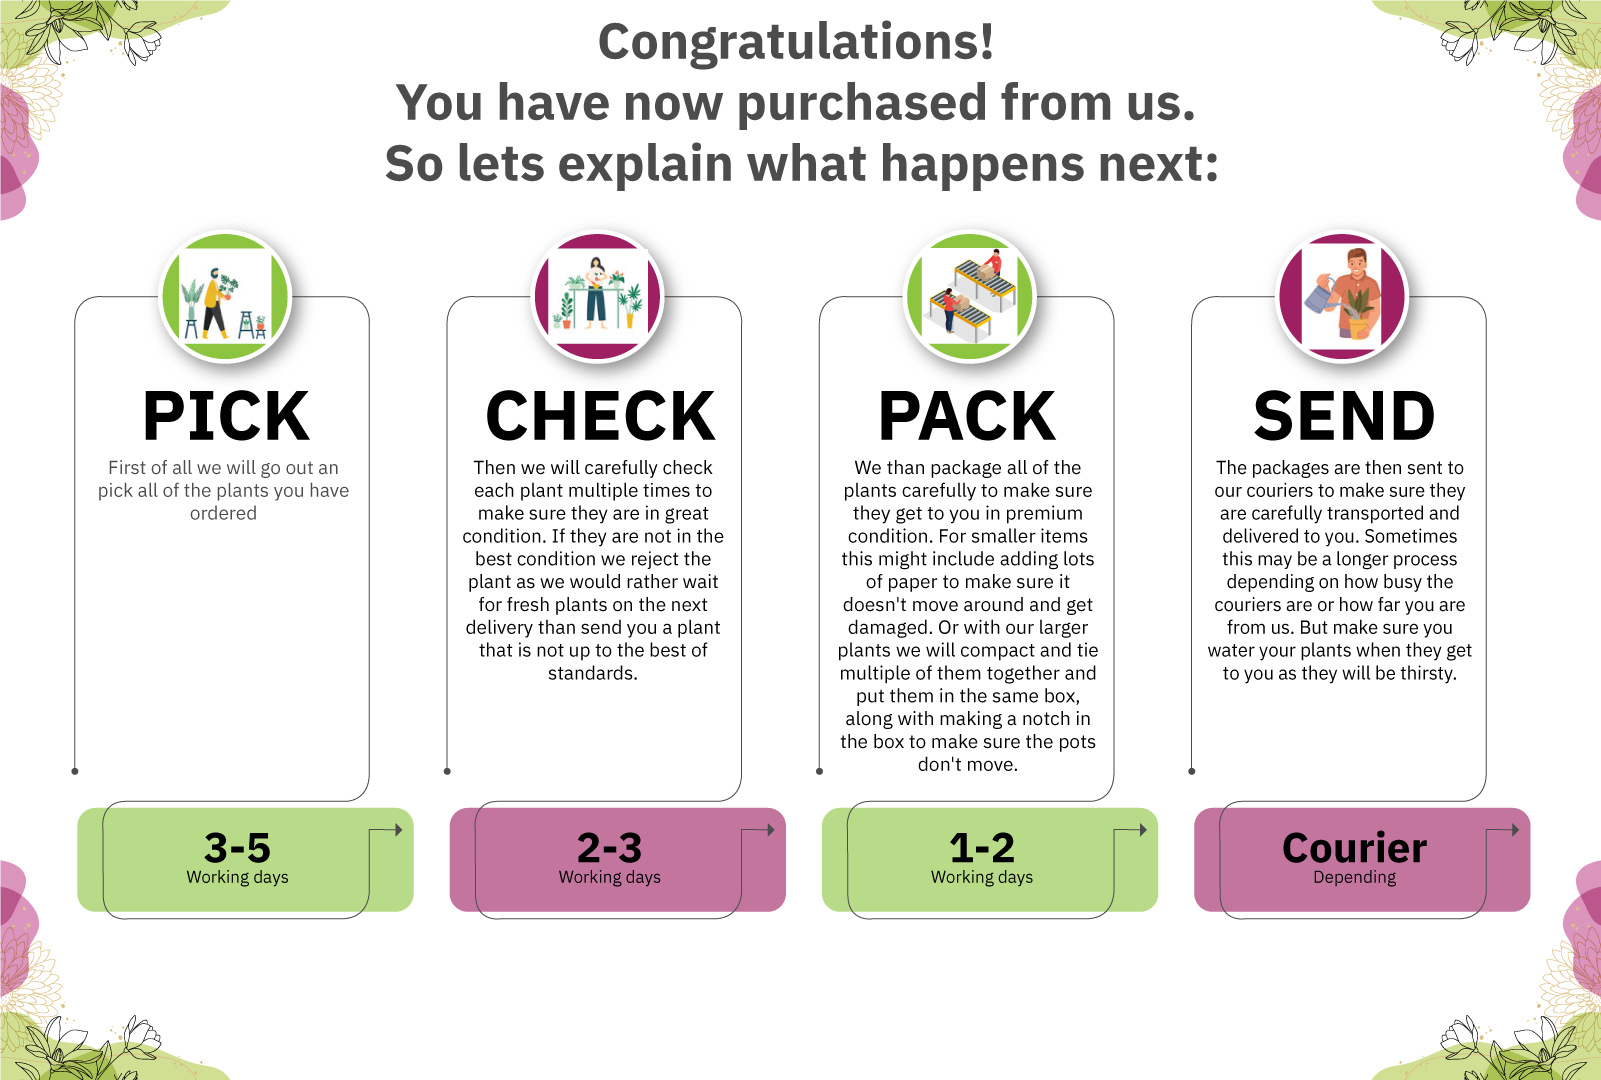 Congratulations!
You have now purchased from us.
So lets explain what happens next:
PICK
First of all we will go out an
pick all of the plants you have
ordered
3-5
Working days
CHECK
Then we will carefully check
each plant multiple times to
make sure they are in great
condition. If they are not in the
best condition we reject the
plant as we would rather wait
for fresh plants on the next
delivery than send you a plant
that is not up to the best of
standards.
2-3
Working days
PACK
We than package all of the
plants carefully to make sure
they get to you in premium
condition. For smaller items
this might include adding lots
of paper to make sure it
doesn't move around and get
damaged. Or with our larger
plants we will compact and tie
multiple of them together and
put them in the same box,
along with making a notch in
the box to make sure the pots
don't move.
1-2
Working days
SEND
The packages are then sent to
our couriers to make sure they
are carefully transported and
delivered to you. Sometimes
this may be a longer process
depending on how busy the
couriers are or how far you are
from us. But make sure you
water your plants when they get
to you as they will be thirsty.
Courier
Depending